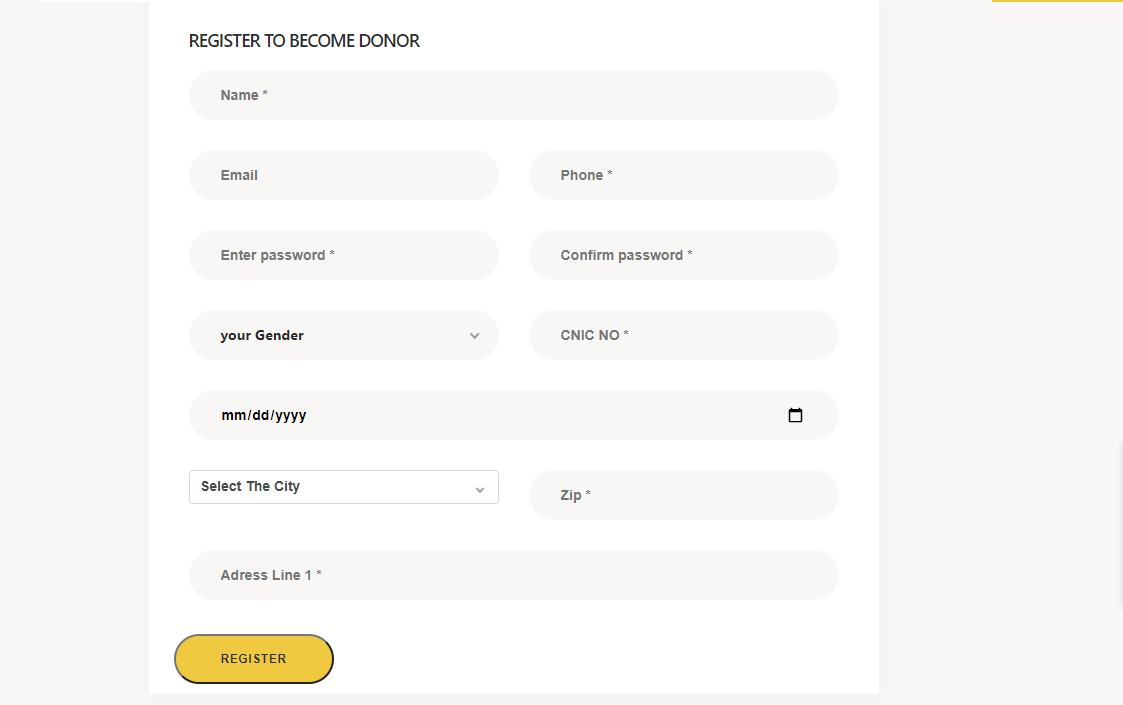 REGISTER TO BECOME DONOR
Name *
Email
Phone *
Enter password *
Confirm password *
your Gender
CNIC NO *
mm/dd/yyyy
Select The City
Zip *
Adress Line 1 *
REGISTER